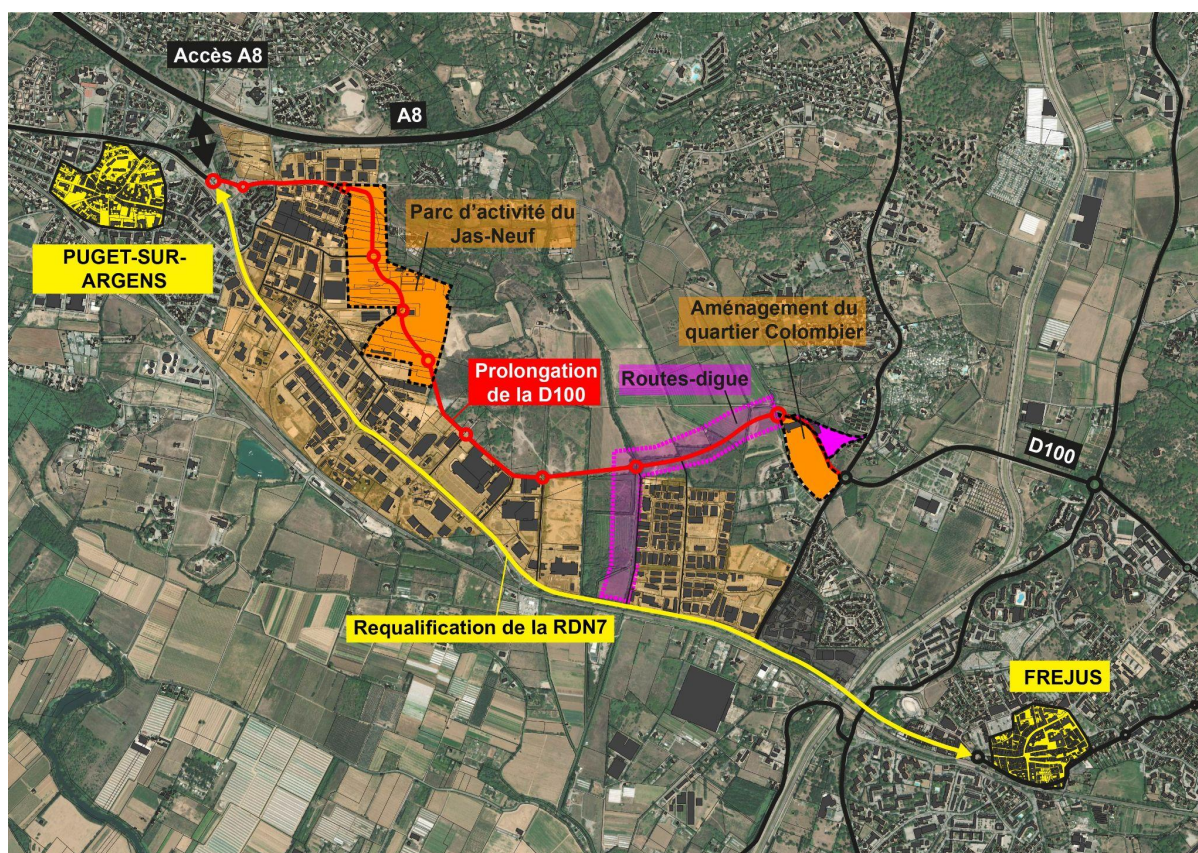 Accès A8
A8
Parc d'activité du
Jas-Neuf
PUGET-SUR-
ARGENS
Aménagement du
quartier Colombier
Prolongation
de la D100
Routes-digue
D100
Requalification de la RDN7
FREJUS